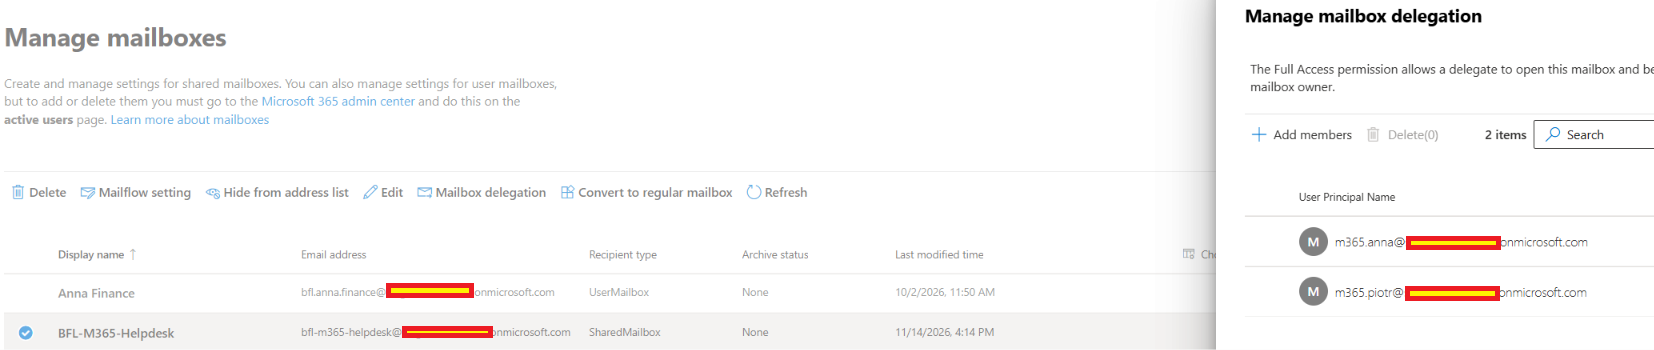 Manage mailboxes
Create and manage settings for shared mailboxes. You can also manage settings for user mailboxes,
but to add or delete them you must go to the Microsoft 365 admin center and do this on the
active users page. Learn more about mailboxes
Delete Mailflow setting Hide from address list Edit Mailbox delegation Convert to regular mailbox Refresh
Display name ↑ Email address Recipient type Archive status Last modified time
Anna Finance bfl.anna.finance@ onmicrosoft.com UserMailbox None 10/2/2026, 11:50 AM
BFL-M365-Helpdesk bfl-m365-helpdesk@ onmicrosoft.com SharedMailbox None 11/14/2026, 4:14 PM
Manage mailbox delegation
The Full Access permission allows a delegate to open this mailbox and
mailbox owner.
Add members Delete(0) 2 items Search
User Principal Name
M m365.anna@ onmicrosoft.com
M m365.piotr@ onmicrosoft.com